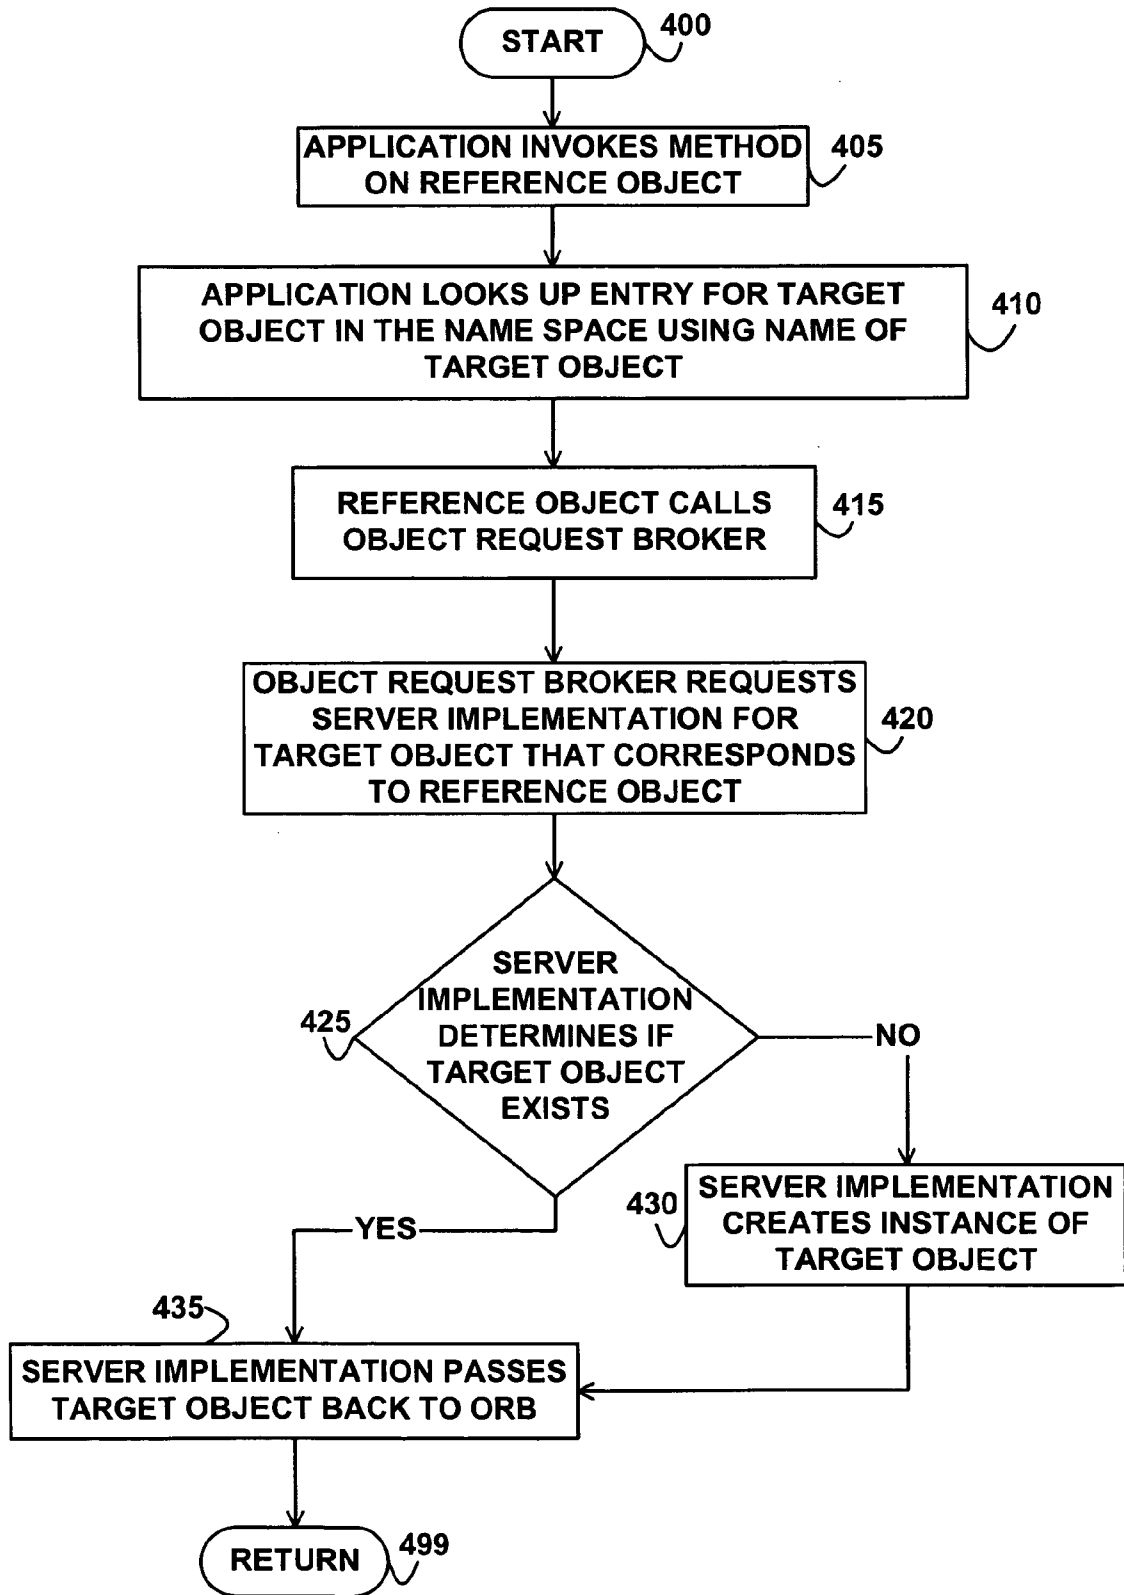 START
400
APPLICATION INVOKES METHOD
ON REFERENCE OBJECT
405
APPLICATION LOOKS UP ENTRY FOR TARGET
OBJECT IN THE NAME SPACE USING NAME OF
TARGET OBJECT
410
REFERENCE OBJECT CALLS
OBJECT REQUEST BROKER
415
OBJECT REQUEST BROKER REQUESTS
SERVER IMPLEMENTATION FOR
TARGET OBJECT THAT CORRESPONDS
TO REFERENCE OBJECT
420
SERVER
IMPLEMENTATION
DETERMINES IF
TARGET OBJECT
EXISTS
425
NO
YES
SERVER IMPLEMENTATION
CREATES INSTANCE OF
TARGET OBJECT
430
435
SERVER IMPLEMENTATION PASSES
TARGET OBJECT BACK TO ORB
RETURN
499